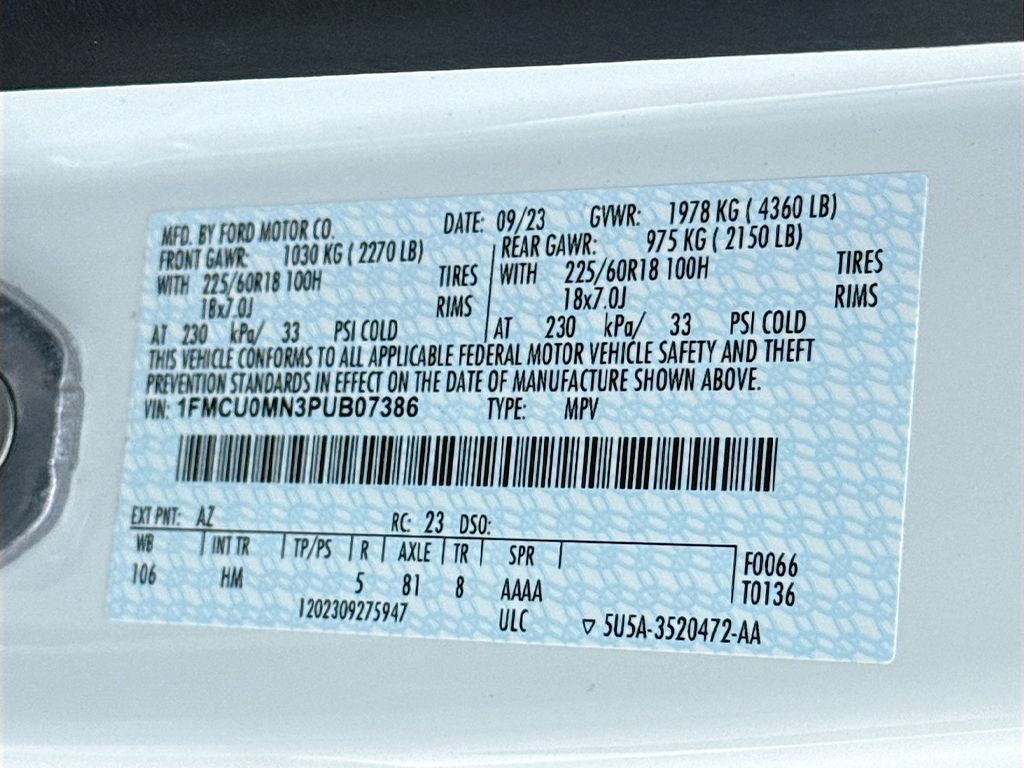 MFD. BY FORD MOTOR CO. DATE: 09/23 GVWR: 1978 KG ( 4360 LB)
FRONT GAWR: 1030 KG ( 2270 LB) REAR GAWR: 975 KG ( 2150 LB)
WITH 225/60R18 100H TIRES WITH 225/60R18 100H TIRES
18x7.0J RIMS 18x7.0J RIMS
AT 230 kPa/ 33 PSI COLD AT 230 kPa/ 33 PSI COLD
THIS VEHICLE CONFORMS TO ALL APPLICABLE FEDERAL MOTOR VEHICLE SAFETY AND THEFT
PREVENTION STANDARDS IN EFFECT ON THE DATE OF MANUFACTURE SHOWN ABOVE.
VIN: 1FMCU0MN3PUB07386 TYPE: MPV
EXT PNT: AZ RC: 23 DSO:
WB INT TR TP/PS R AXLE TR SPR F0066
106 HM 5 81 8 AAAA T0136
1202309275947 ULC ▽ 5U5A-3520472-AA